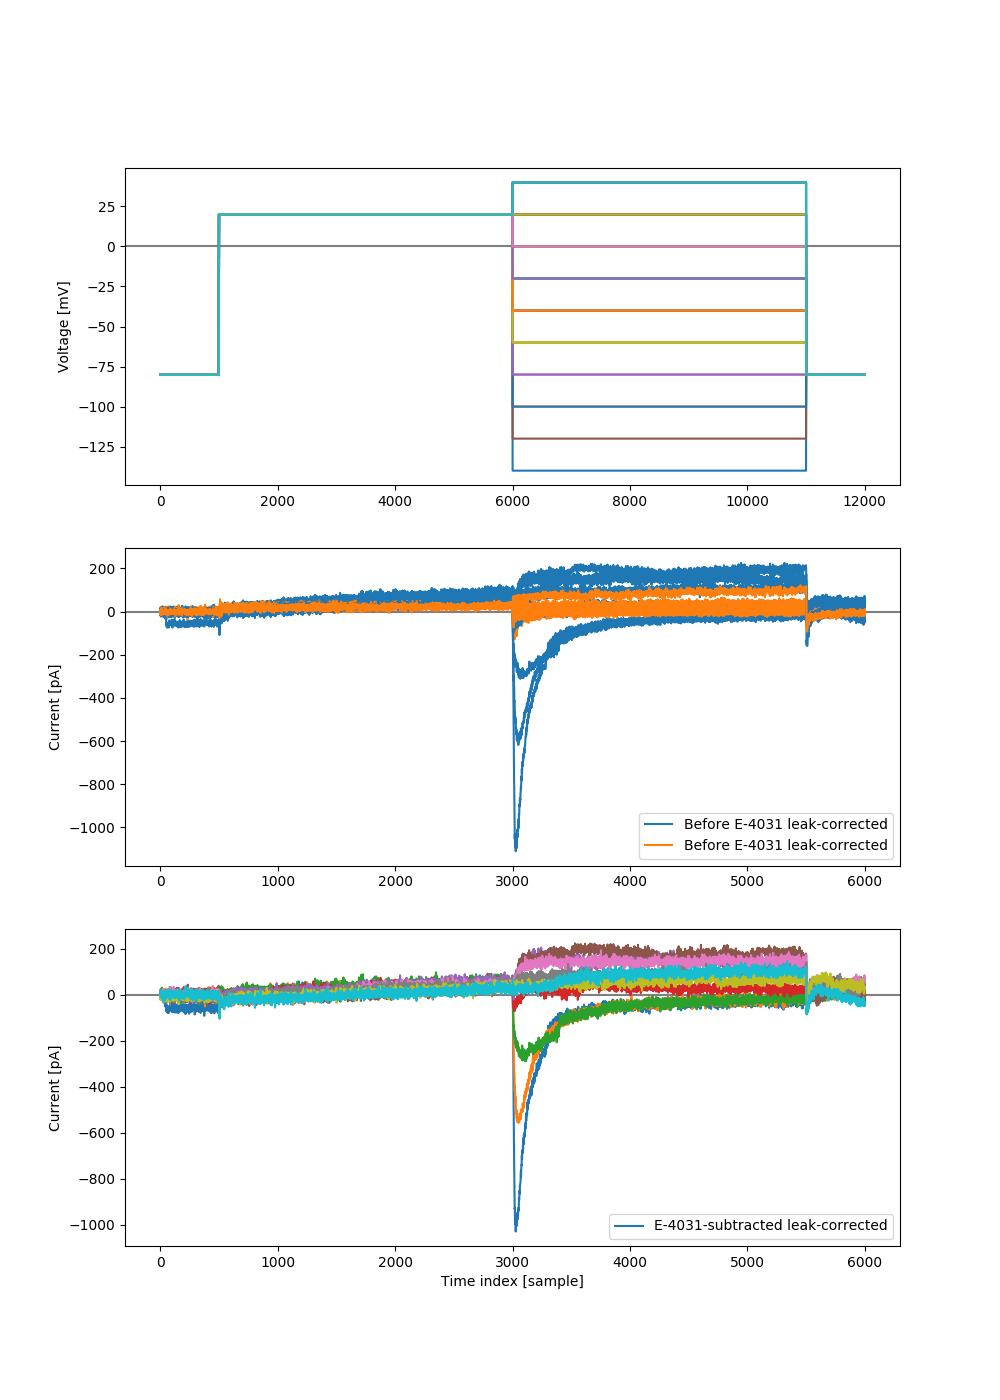 25
0
−25
−50
−75
−100
−125
Voltage [mV]
0 2000 4000 6000 8000 10000 12000
200
0
−200
−400
−600
−800
−1000
Current [pA]
Before E-4031 leak-corrected
Before E-4031 leak-corrected
0 1000 2000 3000 4000 5000 6000
200
0
−200
−400
−600
−800
−1000
Current [pA]
E-4031-subtracted leak-corrected
0 1000 2000 3000 4000 5000 6000
Time index [sample]